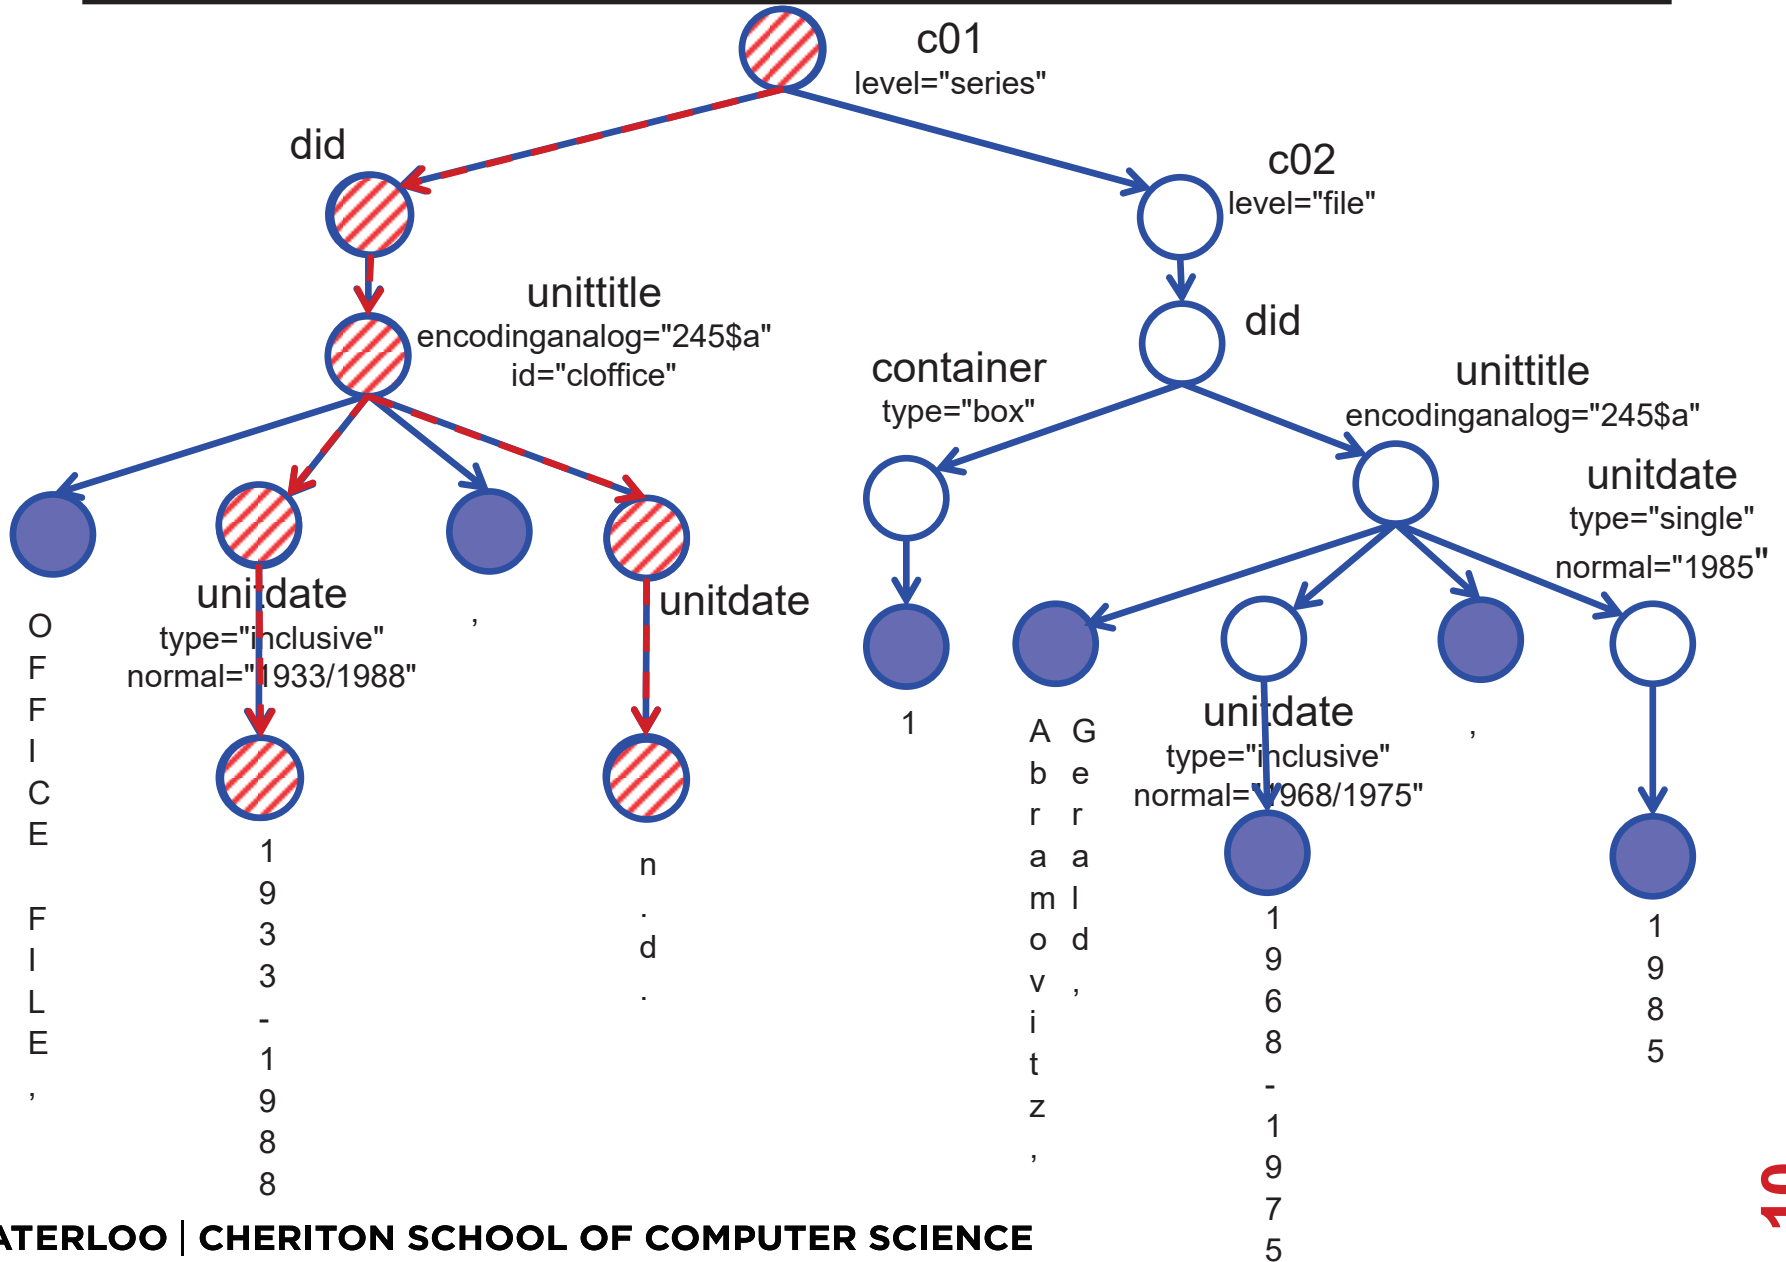 c01
level="series"
did
c02
level="file"
unittitle
encodinganalog="245$a"
id="cloffice"
did
container
type="box"
unittitle
encodinganalog="245$a"
unitdate
type="single"
normal="1985"
unitdate
type="inclusive"
normal="1933/1988"
,
unitdate
OFFICE FILE,
1933-1988
n.d.
1
Abramovitz,
Gerald,
unitdate
type="inclusive"
normal="1968/1975"
,
1968-1975
1985
10
ATERLOO | CHERITON SCHOOL OF COMPUTER SCIENCE